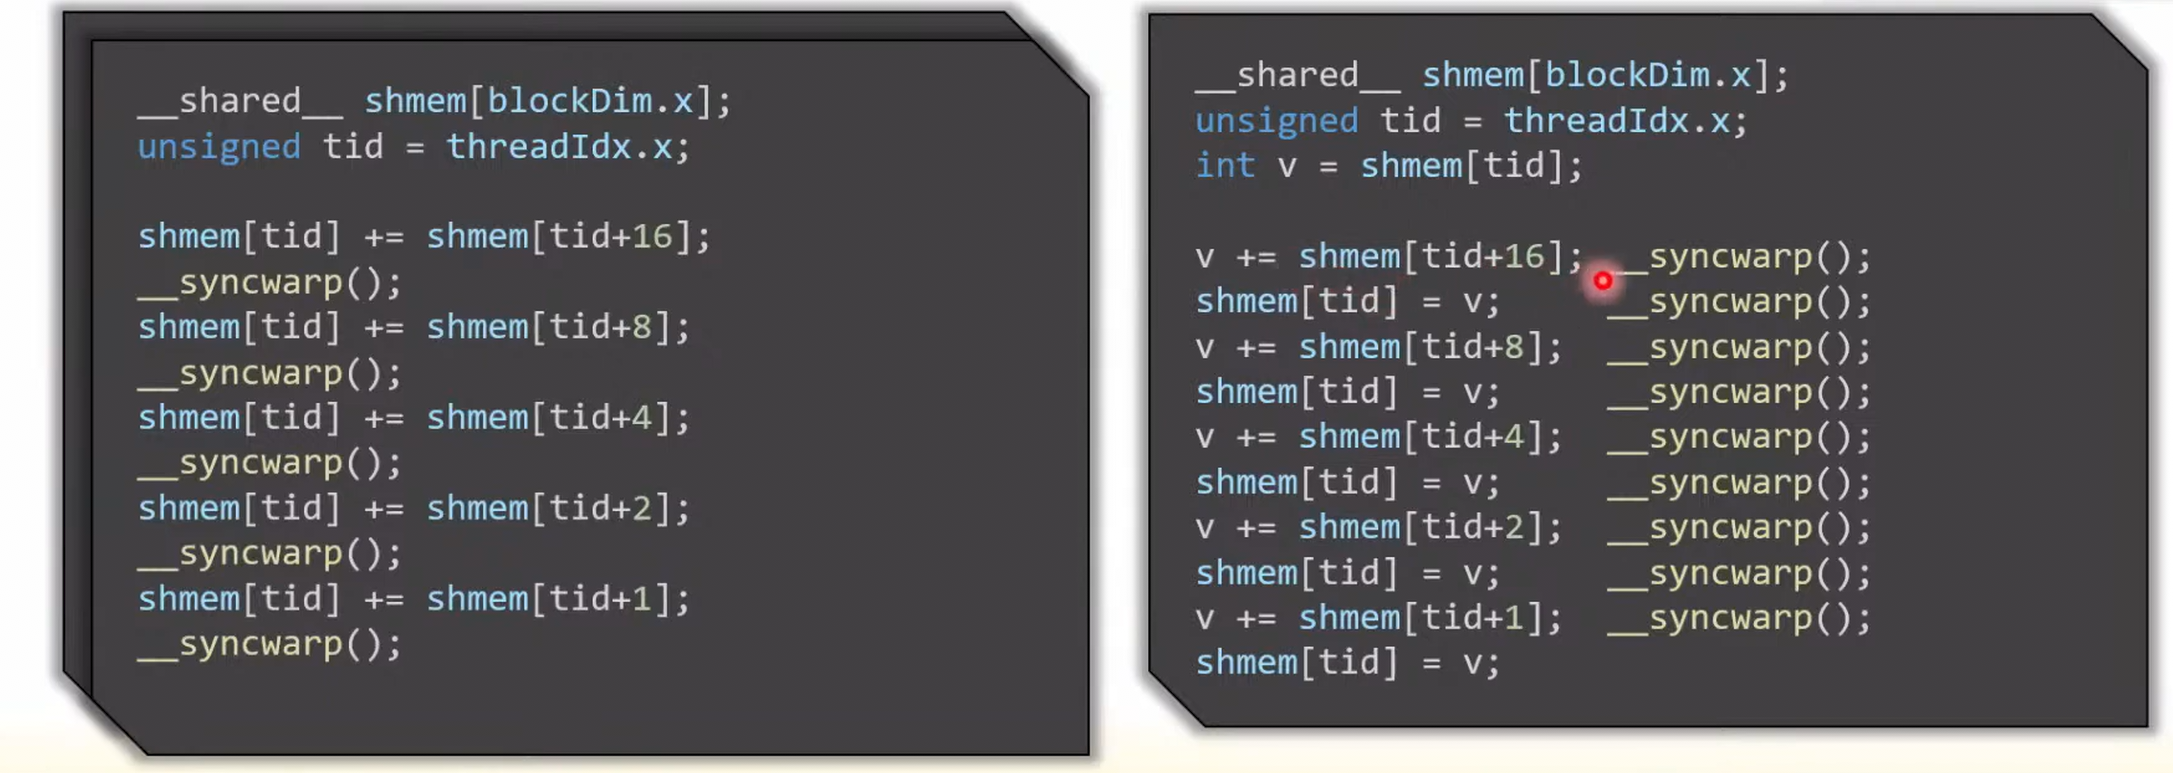 __shared__ shmem[blockDim.x];
unsigned tid = threadIdx.x;
shmem[tid] += shmem[tid+16];
__syncwarp();
shmem[tid] += shmem[tid+8];
__syncwarp();
shmem[tid] += shmem[tid+4];
__syncwarp();
shmem[tid] += shmem[tid+2];
__syncwarp();
shmem[tid] += shmem[tid+1];
__syncwarp();
__shared__ shmem[blockDim.x];
unsigned tid = threadIdx.x;
int v = shmem[tid];
v += shmem[tid+16]; __syncwarp();
shmem[tid] = v; __syncwarp();
v += shmem[tid+8]; __syncwarp();
shmem[tid] = v; __syncwarp();
v += shmem[tid+4]; __syncwarp();
shmem[tid] = v; __syncwarp();
v += shmem[tid+2]; __syncwarp();
shmem[tid] = v; __syncwarp();
v += shmem[tid+1]; __syncwarp();
shmem[tid] = v;